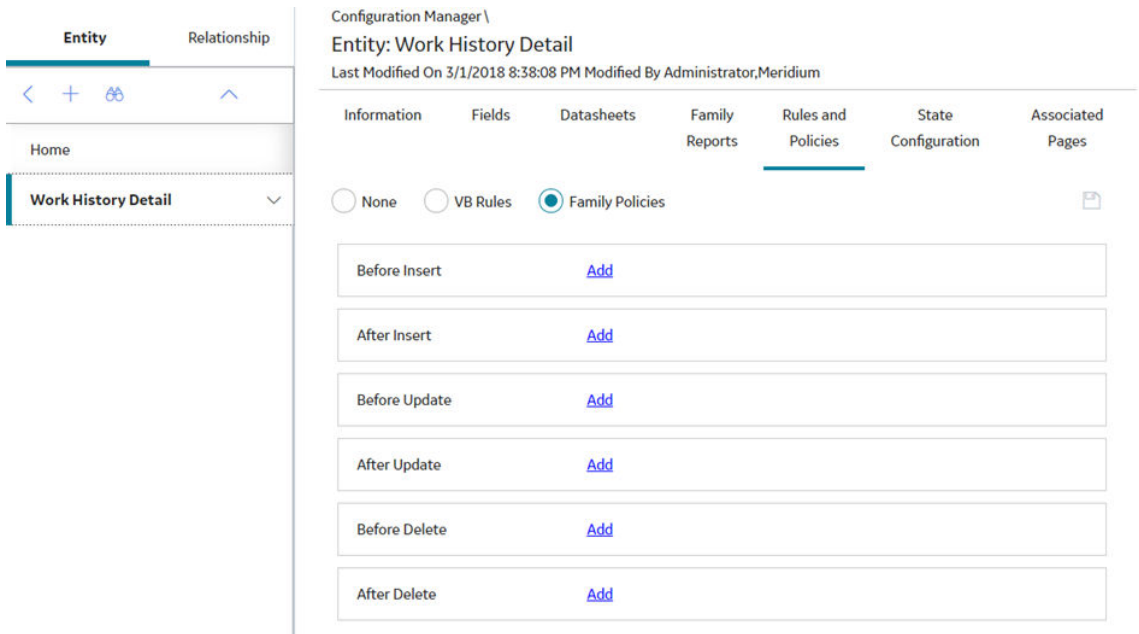 Entity Relationship
Home
Work History Detail
Configuration Manager\
Entity: Work History Detail
Last Modified On 3/1/2018 8:38:08 PM Modified By Administrator,Meridium
Information Fields Datasheets Family Reports Rules and Policies State Configuration Associated Pages
None VB Rules Family Policies
Before Insert Add
After Insert Add
Before Update Add
After Update Add
Before Delete Add
After Delete Add